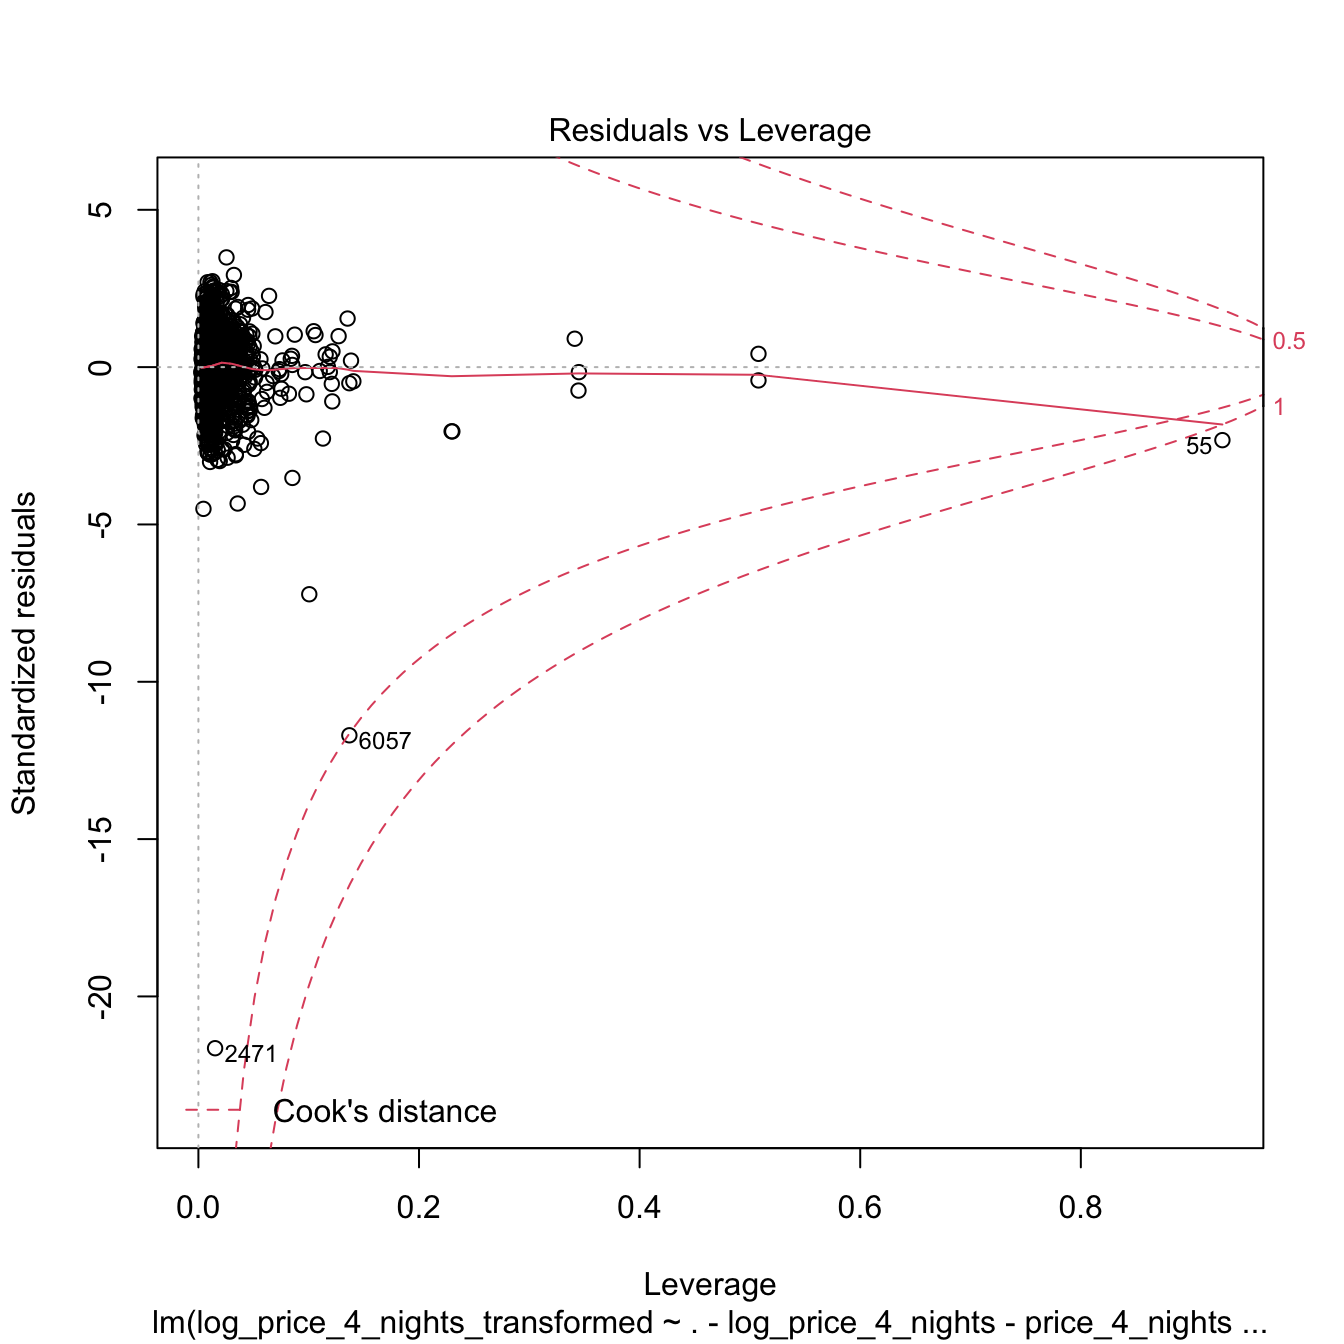 Residuals vs Leverage
Standardized residuals
5
0
-5
-10
-15
-20
0.5
1
55
6057
2471
Cook's distance
0.0 0.2 0.4 0.6 0.8
Leverage
lm(log_price_4_nights_transformed ~ . - log_price_4_nights - price_4_nights ...